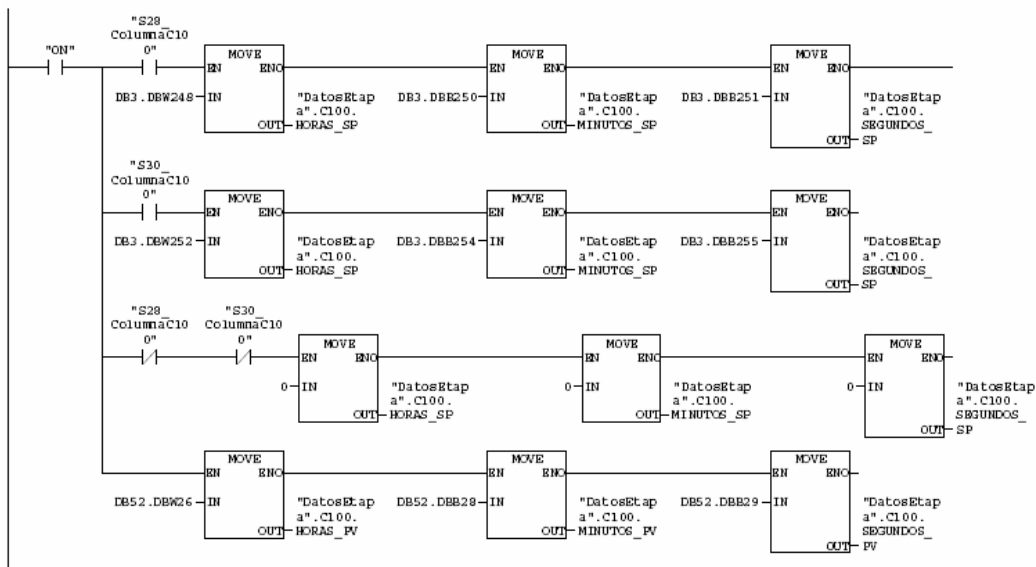 "S28_
"ON"
ColumnaC10
0"
MOVE
MOVE
MOVE
EN ENO
EN ENO
EN ENO
DB3.DBW248 IN
"DatosEtap
a".C100.
OUT HORAS_SP
DB3.DBB250 IN
"DatosEtap
a".C100.
OUT MINUTOS_SP
DB3.DBB251 IN
"DatosEtap
a".C100.
SEGUNDOS_
OUT SP
"S30_
ColumnaC10
0"
MOVE
MOVE
MOVE
EN ENO
EN ENO
EN ENO
DB3.DBW252 IN
"DatosEtap
a".C100.
OUT HORAS_SP
DB3.DBB254 IN
"DatosEtap
a".C100.
OUT MINUTOS_SP
DB3.DBB255 IN
"DatosEtap
a".C100.
SEGUNDOS_
OUT SP
"S28_
ColumnaC10
0"
"S30_
ColumnaC10
0"
MOVE
MOVE
MOVE
EN ENO
EN ENO
EN ENO
0 IN
"DatosEtap
a".C100.
OUT HORAS_SP
0 IN
"DatosEtap
a".C100.
OUT MINUTOS_SP
0 IN
"DatosEtap
a".C100.
SEGUNDOS_
OUT SP
MOVE
MOVE
MOVE
EN ENO
EN ENO
EN ENO
DB52.DBW26 IN
"DatosEtap
a".C100.
OUT HORAS_PV
DB52.DBB28 IN
"DatosEtap
a".C100.
OUT MINUTOS_PV
DB52.DBB29 IN
"DatosEtap
a".C100.
SEGUNDOS_
OUT PV